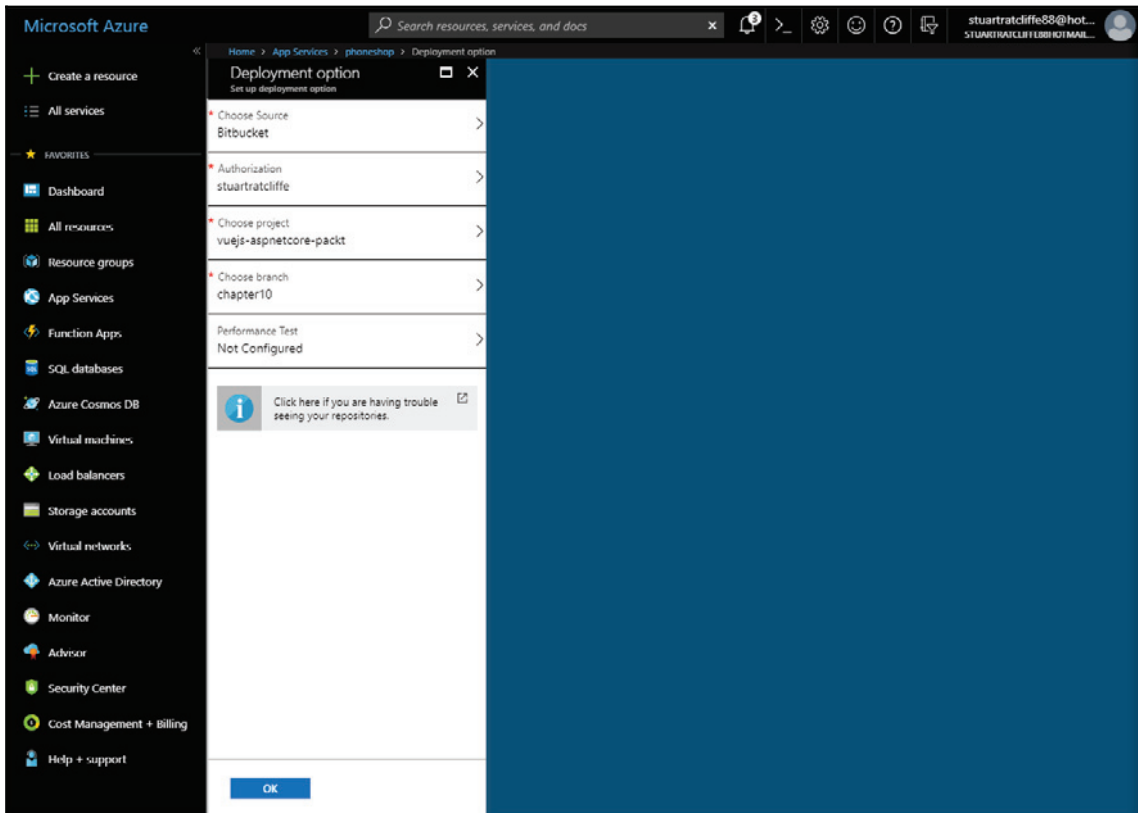 Microsoft Azure
Search resources, services, and docs
3
stuartratcliffe88@hot...
STUARTRATCLIFFE88HOTMAIL...
Home > App Services > phoneshop > Deployment option
Create a resource
All services
FAVORITES
Dashboard
All resources
Resource groups
App Services
Function Apps
SQL databases
Azure Cosmos DB
Virtual machines
Load balancers
Storage accounts
Virtual networks
Azure Active Directory
Monitor
Advisor
Security Center
Cost Management + Billing
Help + support
Deployment option
Set up deployment option
* Choose Source
Bitbucket
* Authorization
stuartratcliffe
* Choose project
vuejs-aspnetcore-packt
* Choose branch
chapter10
Performance Test
Not Configured
Click here if you are having trouble
seeing your repositories.
OK